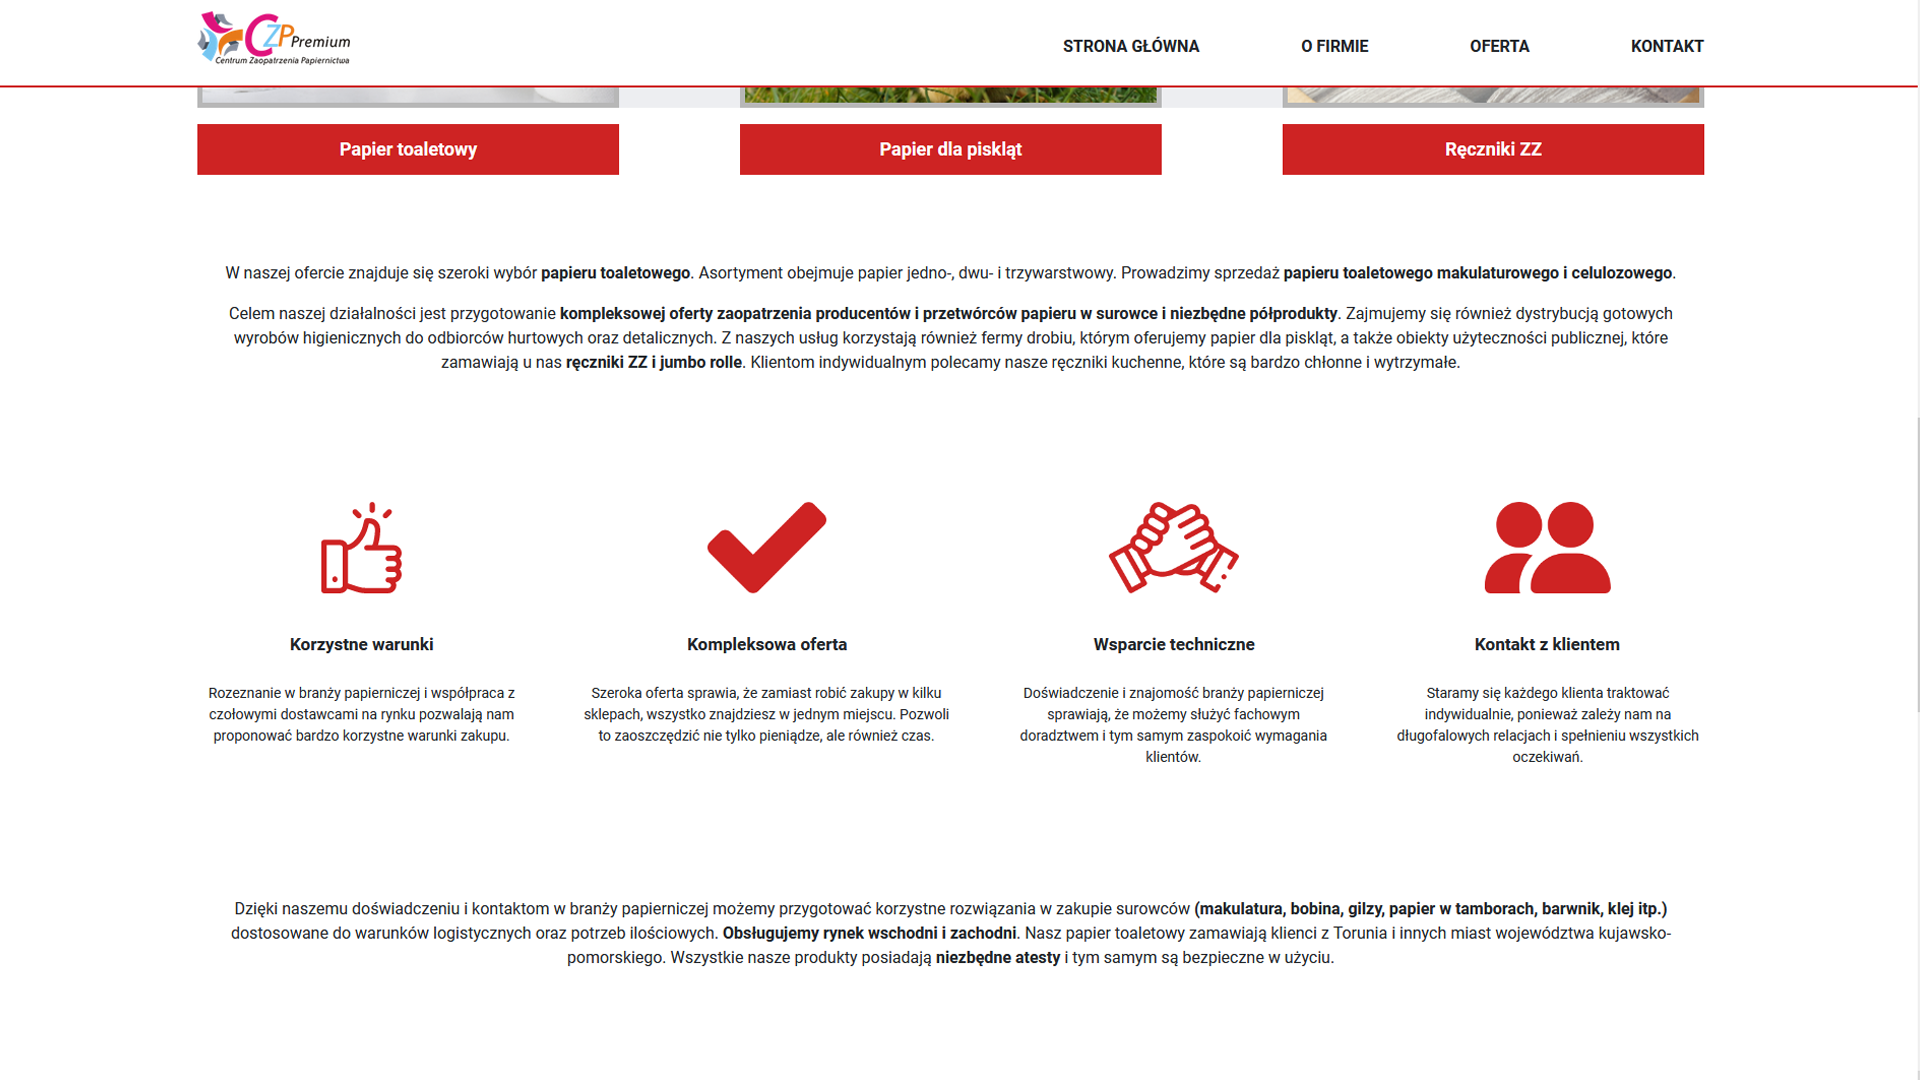 CZP Premium
Centrum Zaopatrzenia Papiernictwa
STRONA GŁÓWNA
O FIRMIE
OFERTA
KONTAKT
Papier toaletowy
Papier dla piskląt
Ręczniki ZZ
W naszej ofercie znajduje się szeroki wybór papieru toaletowego. Asortyment obejmuje papier jedno-, dwu- i trzywarstwowy. Prowadzimy sprzedaż papieru toaletowego makulaturowego i celulozowego.
Celem naszej działalności jest przygotowanie kompleksowej oferty zaopatrzenia producentów i przetwórców papieru w surowce i niezbędne półprodukty. Zajmujemy się również dystrybucją gotowych
wyrobów higienicznych do odbiorców hurtowych oraz detalicznych. Z naszych usług korzystają również fermy drobiu, którym oferujemy papier dla piskląt, a także obiekty użyteczności publicznej, które
zamawiają u nas ręczniki ZZ i jumbo rolle. Klientom indywidualnym polecamy nasze ręczniki kuchenne, które są bardzo chłonne i wytrzymałe.
Korzystne warunki
Rozeznanie w branży papierniczej i współpraca z
czołowymi dostawcami na rynku pozwalają nam
proponować bardzo korzystne warunki zakupu.
Kompleksowa oferta
Szeroka oferta sprawia, że zamiast robić zakupy w kilku
sklepach, wszystko znajdziesz w jednym miejscu. Pozwoli
to zaoszczędzić nie tylko pieniądze, ale również czas.
Wsparcie techniczne
Doświadczenie i znajomość branży papierniczej
sprawiają, że możemy służyć fachowym
doradztwem i tym samym zaspokoić wymagania
klientów.
Kontakt z klientem
Staramy się każdego klienta traktować
indywidualnie, ponieważ zależy nam na
długofalowych relacjach i spełnieniu wszystkich
oczekiwań.
Dzięki naszemu doświadczeniu i kontaktom w branży papierniczej możemy przygotować korzystne rozwiązania w zakupie surowców (makulatura, bobina, gilzy, papier w tamborach, barwnik, klej itp.)
dostosowane do warunków logistycznych oraz potrzeb ilościowych. Obsługujemy rynek wschodni i zachodni. Nasz papier toaletowy zamawiają klienci z Torunia i innych miast województwa kujawsko-
pomorskiego. Wszystkie nasze produkty posiadają niezbędne atesty i tym samym są bezpieczne w użyciu.